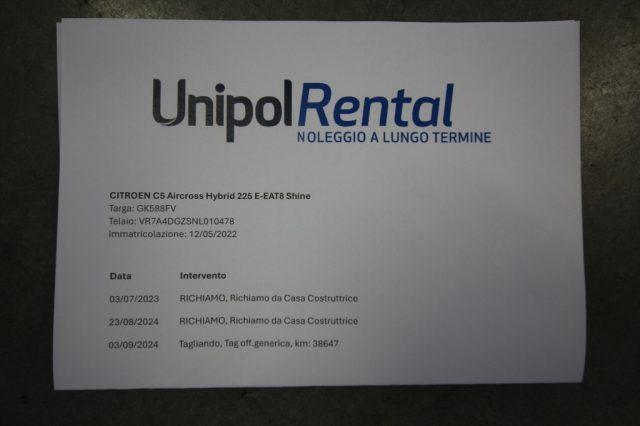 UnipolRental
NOLEGGIO A LUNGO TERMINE
CITROEN C5 Aircross Hybrid 225 E-EAT8 Shine
Targa: GK588FV
Telaio: VR7A4DGZSNL010478
Immatricolazione: 12/05/2022
Data Intervento
03/07/2023 RICHIAMO, Richiamo da Casa Costruttrice
23/08/2024 RICHIAMO, Richiamo da Casa Costruttrice
03/09/2024 Tagliando, Tag off.generica, km: 38647